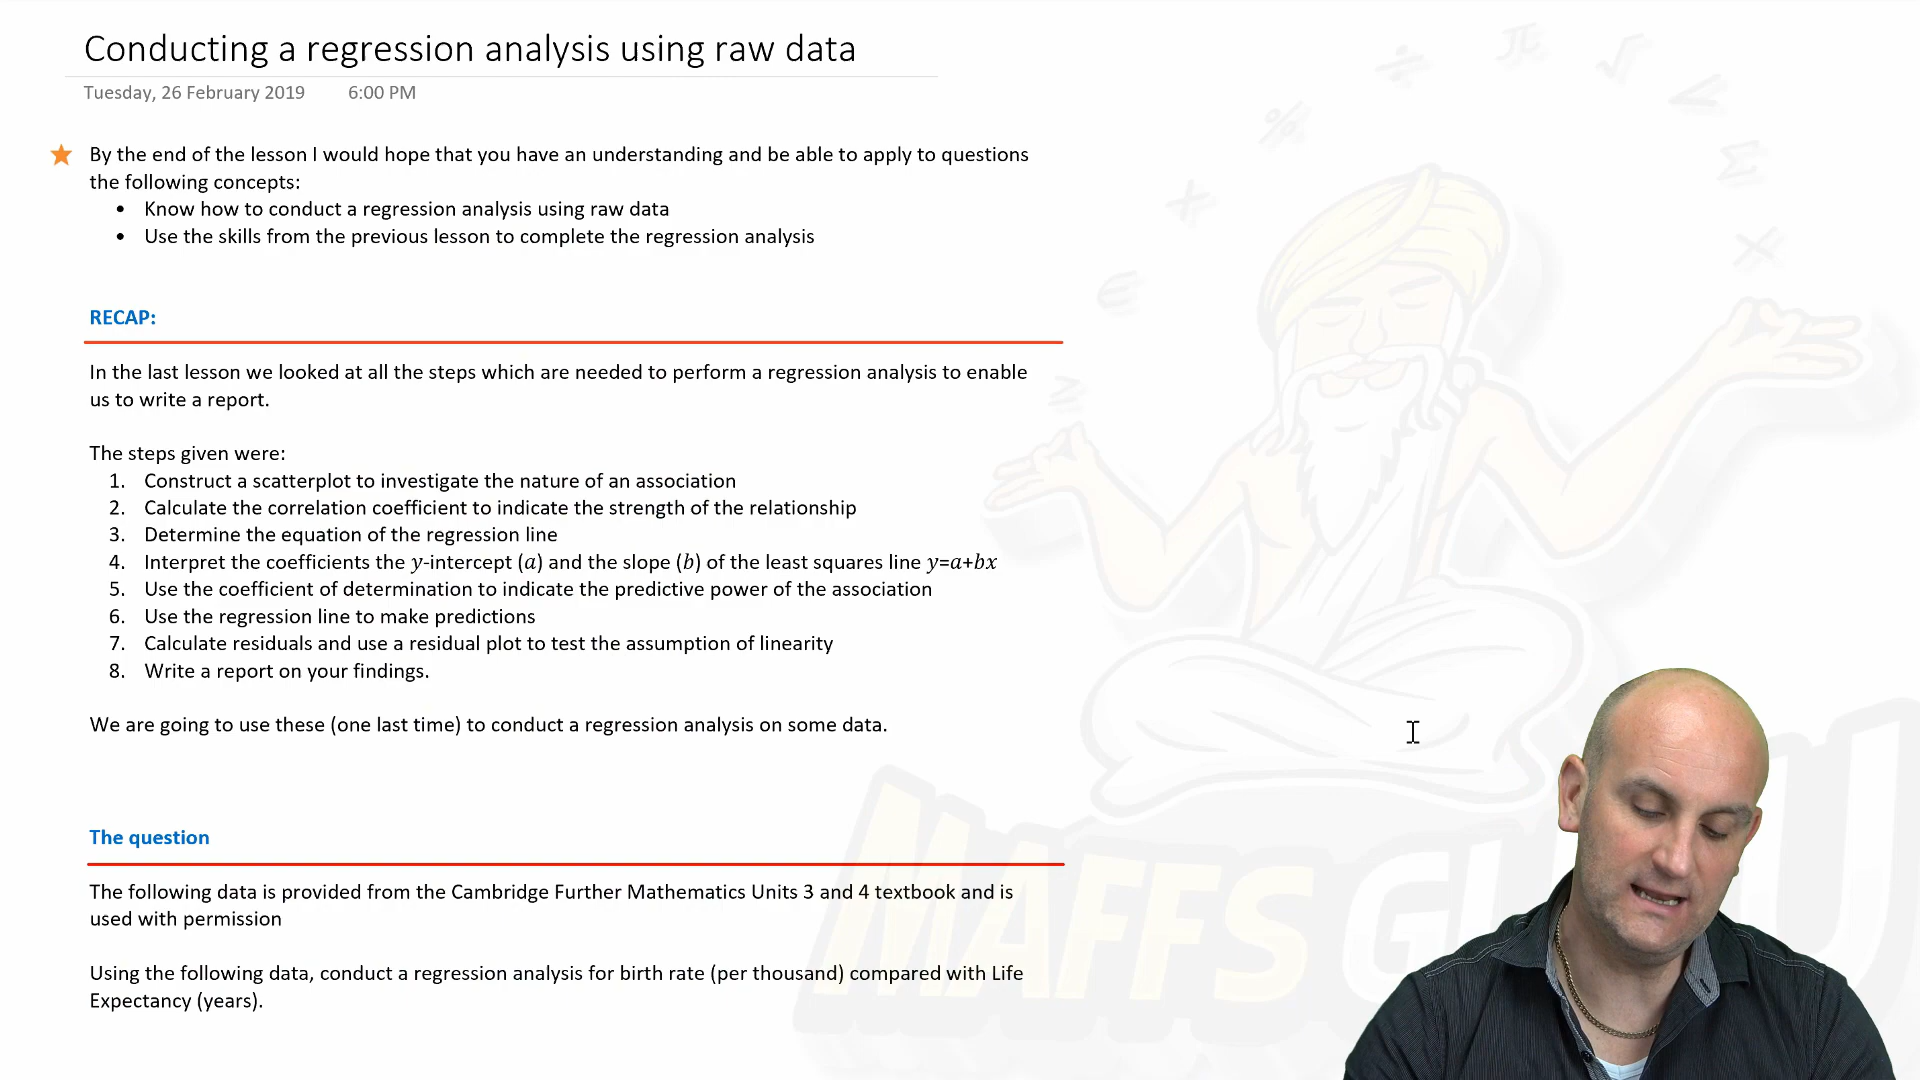 Conducting a regression analysis using raw data
Tuesday, 26 February 2019 6:00 PM
By the end of the lesson I would hope that you have an understanding and be able to apply to questions
the following concepts:
• Know how to conduct a regression analysis using raw data
• Use the skills from the previous lesson to complete the regression analysis
RECAP:
In the last lesson we looked at all the steps which are needed to perform a regression analysis to enable
us to write a report.
The steps given were:
1. Construct a scatterplot to investigate the nature of an association
2. Calculate the correlation coefficient to indicate the strength of the relationship
3. Determine the equation of the regression line
4. Interpret the coefficients the y-intercept (a) and the slope (b) of the least squares line y=a+bx
5. Use the coefficient of determination to indicate the predictive power of the association
6. Use the regression line to make predictions
7. Calculate residuals and use a residual plot to test the assumption of linearity
8. Write a report on your findings.
We are going to use these (one last time) to conduct a regression analysis on some data.
The question
The following data is provided from the Cambridge Further Mathematics Units 3 and 4 textbook and is
used with permission
Using the following data, conduct a regression analysis for birth rate (per thousand) compared with Life
Expectancy (years).
MAFFS G U